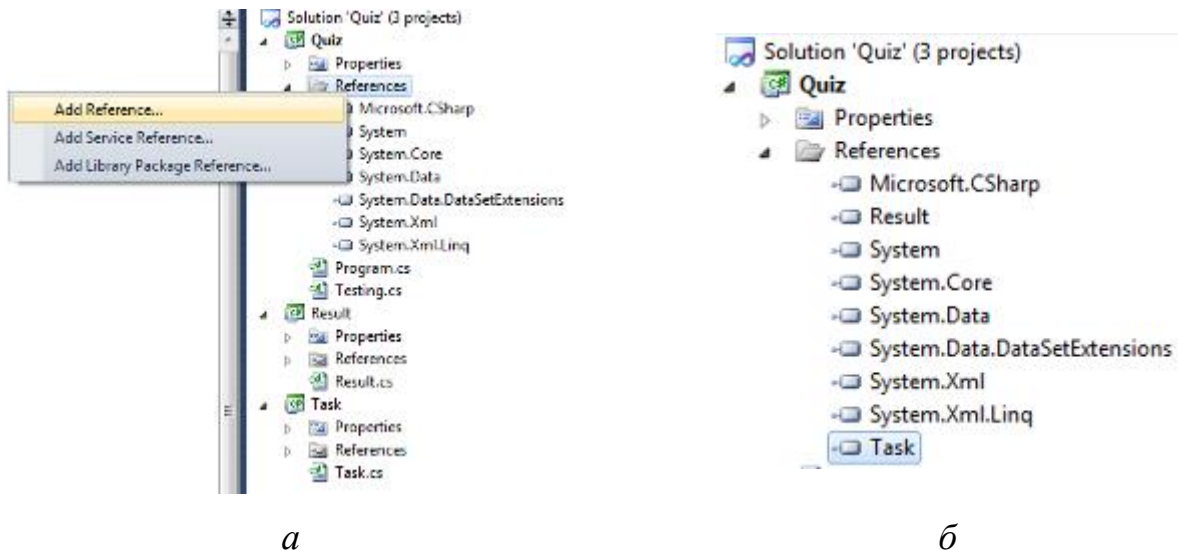 Solution 'Quiz' (3 projects)
Quiz
Properties
References
Add Reference...
Add Service Reference...
Add Library Package Reference...
Microsoft.CSharp
System
System.Core
System.Data
System.Data.DataSetExtensions
System.Xml
System.Xml.Linq
Program.cs
Testing.cs
Result
Properties
References
Result.cs
Task
Properties
References
Task.cs
а
Solution 'Quiz' (3 projects)
Quiz
Properties
References
Microsoft.CSharp
Result
System
System.Core
System.Data
System.Data.DataSetExtensions
System.Xml
System.Xml.Linq
Task
б